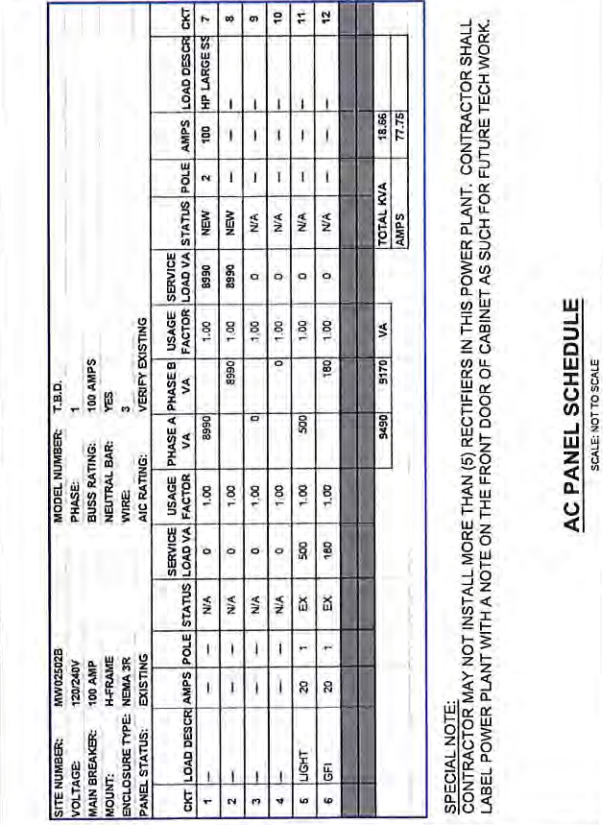 SITE NUMBER: MW02502B MODEL NUMBER: T.B.D.
VOLTAGE: 120/240V PHASE: 1
MAIN BREAKER: 100 AMP BUSS RATING: 100 AMPS
MOUNT: H-FRAME NEUTRAL BAR: YES
ENCLOSURE TYPE: NEMA 3R WIRE: 3
PANEL STATUS: EXISTING AIC RATING: VERIFY EXISTING
CKT LOAD DESCRI AMPS POLE STATUS SERVICE LOAD VA USAGE FACTOR PHASE A VA PHASE B VA USAGE FACTOR SERVICE LOAD VA STATUS POLE AMPS LOAD DESCRI CKT
1 — — — N/A 0 1.00 8990 1.00 8990 NEW 2 100 HP LARGE SS 7
2 — — — N/A 0 1.00 8990 1.00 8990 NEW — — — 8
3 — — — N/A 0 1.00 0 1.00 0 N/A — — — 9
4 — — — N/A 0 1.00 0 1.00 0 N/A — — — 10
5 LIGHT 20 1 EX 500 1.00 500 1.00 0 N/A — — — 11
6 GFI 20 1 EX 180 1.00 180 1.00 0 N/A — — — 12
9490 9170 VA TOTAL KVA 18.66
AMPS 77.75
SPECIAL NOTE:
CONTRACTOR MAY NOT INSTALL MORE THAN (5) RECTIFIERS IN THIS POWER PLANT. CONTRACTOR SHALL
LABEL POWER PLANT WITH A NOTE ON THE FRONT DOOR OF CABINET AS SUCH FOR FUTURE TECH WORK.
AC PANEL SCHEDULE
SCALE: NOT TO SCALE